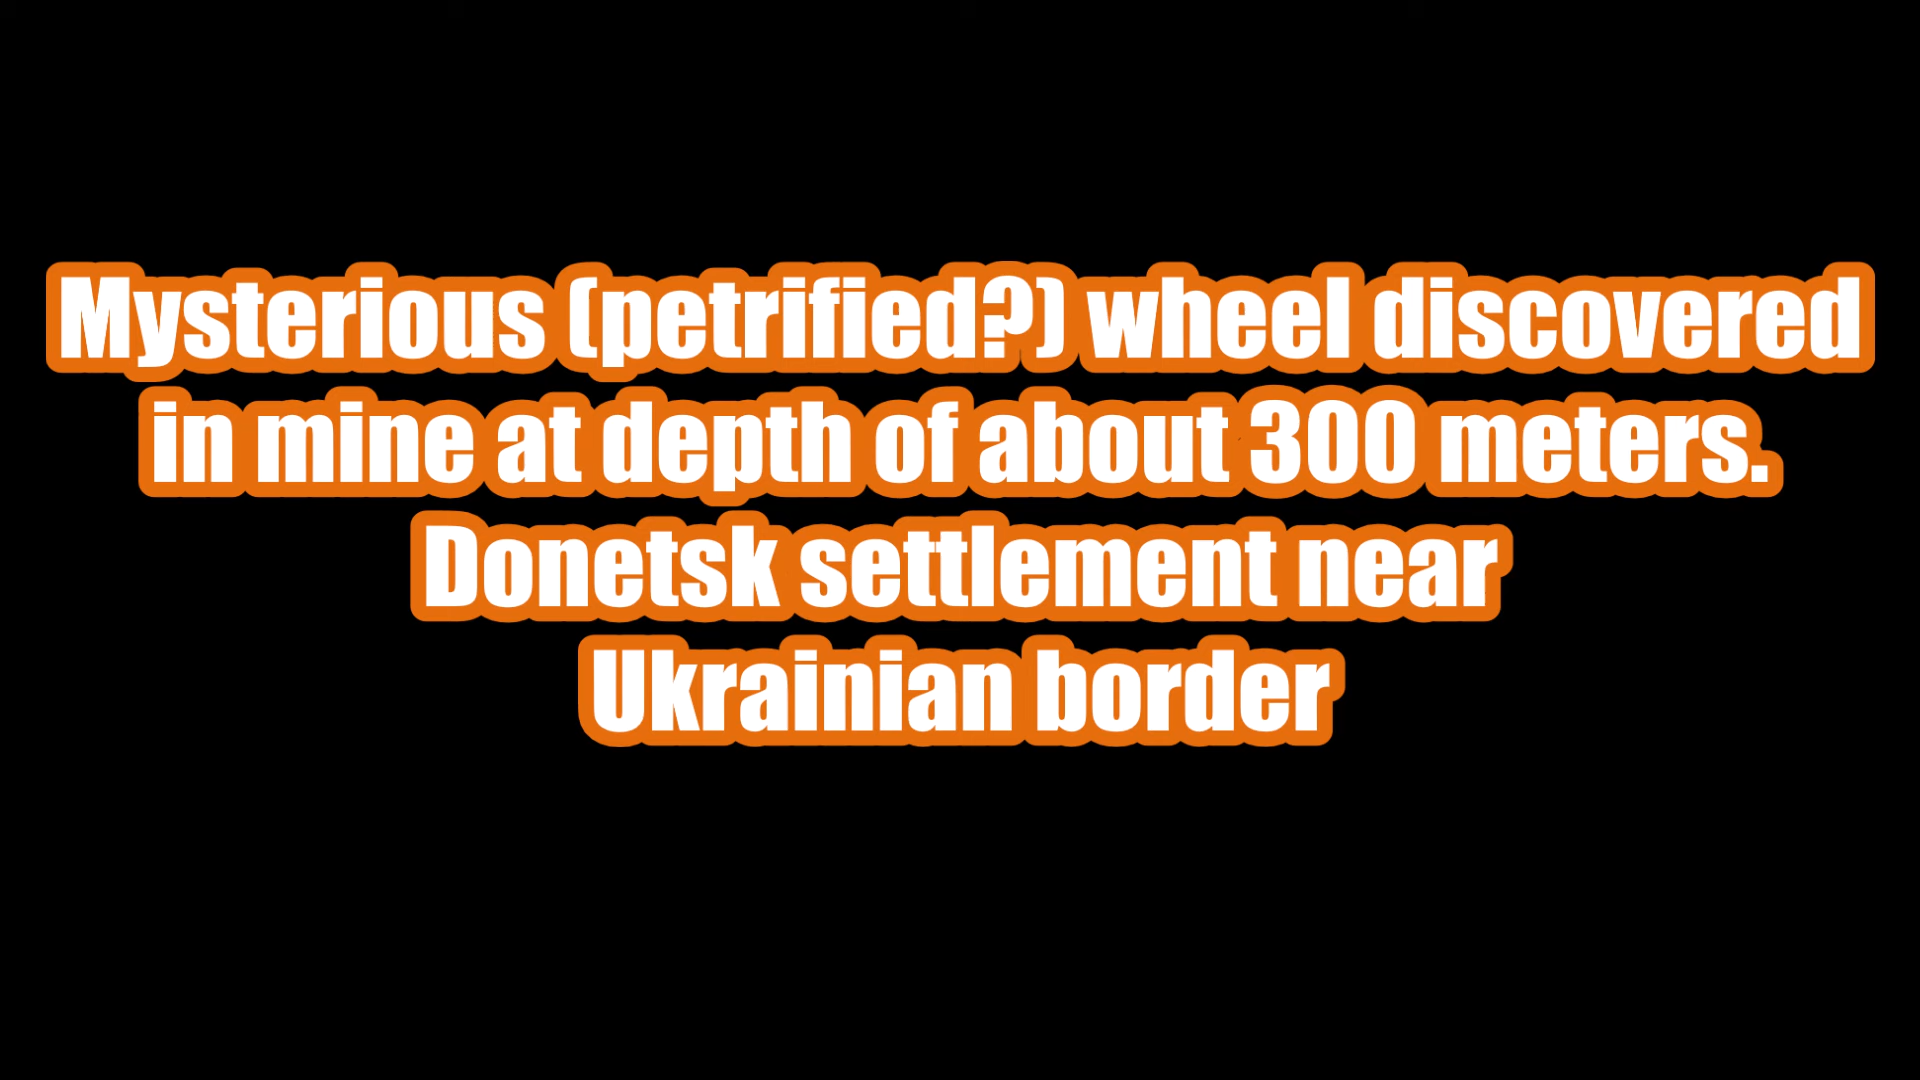 Mysterious (petrified?) wheel discovered
in mine at depth of about 300 meters.
Donetsk settlement near
Ukrainian border